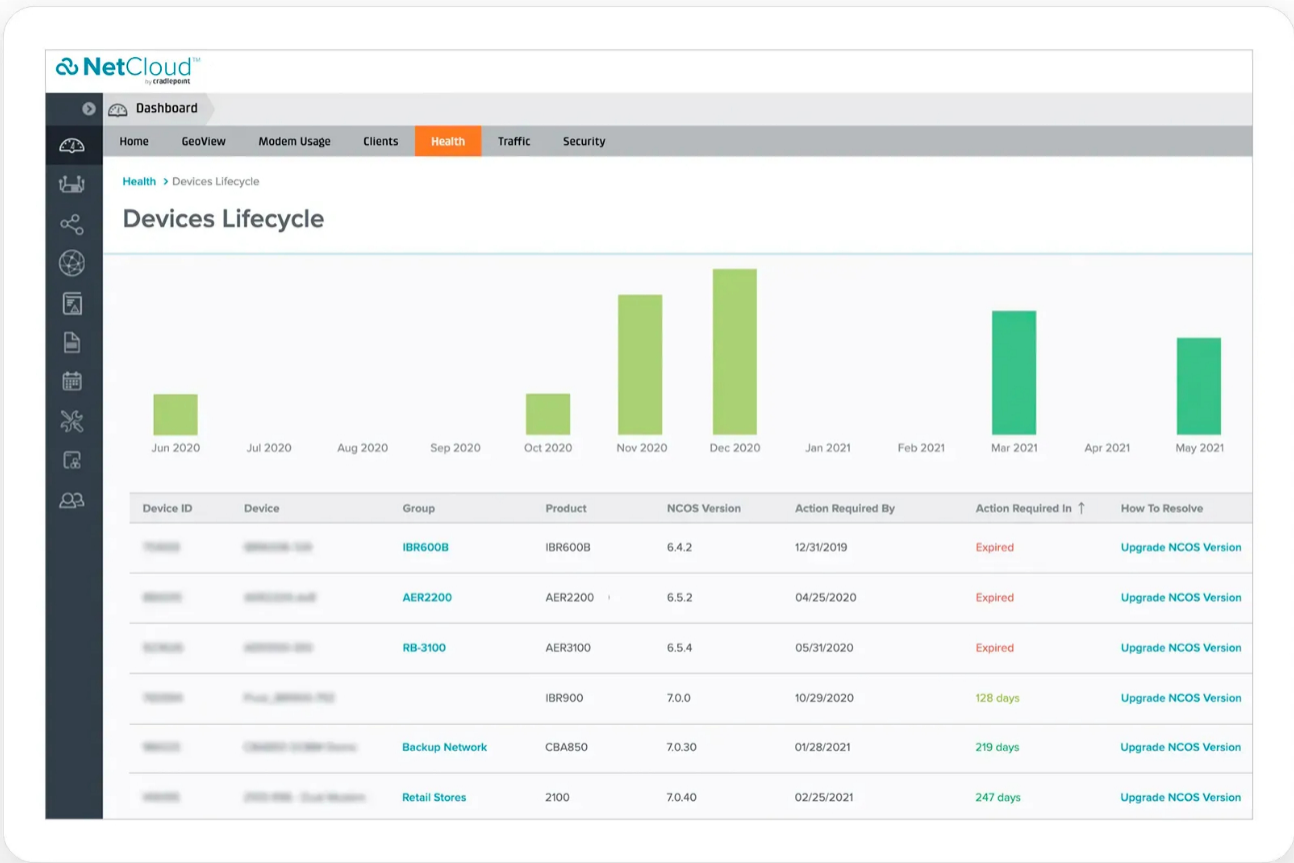 NetCloud™
by cradlepoint
Dashboard
Home GeoView Modem Usage Clients Health Traffic Security
Health > Devices Lifecycle
Devices Lifecycle
Jun 2020 Jul 2020 Aug 2020 Sep 2020 Oct 2020 Nov 2020 Dec 2020 Jan 2021 Feb 2021 Mar 2021 Apr 2021 May 2021
Device ID Device Group Product NCOS Version Action Required By Action Required In ↑ How To Resolve
IBR600B IBR600B 6.4.2 12/31/2019 Expired Upgrade NCOS Version
AER2200 AER2200 6.5.2 04/25/2020 Expired Upgrade NCOS Version
RB-3100 AER3100 6.5.4 05/31/2020 Expired Upgrade NCOS Version
IBR900 7.0.0 10/29/2020 128 days Upgrade NCOS Version
Backup Network CBA850 7.0.30 01/28/2021 219 days Upgrade NCOS Version
Retail Stores 2100 7.0.40 02/25/2021 247 days Upgrade NCOS Version